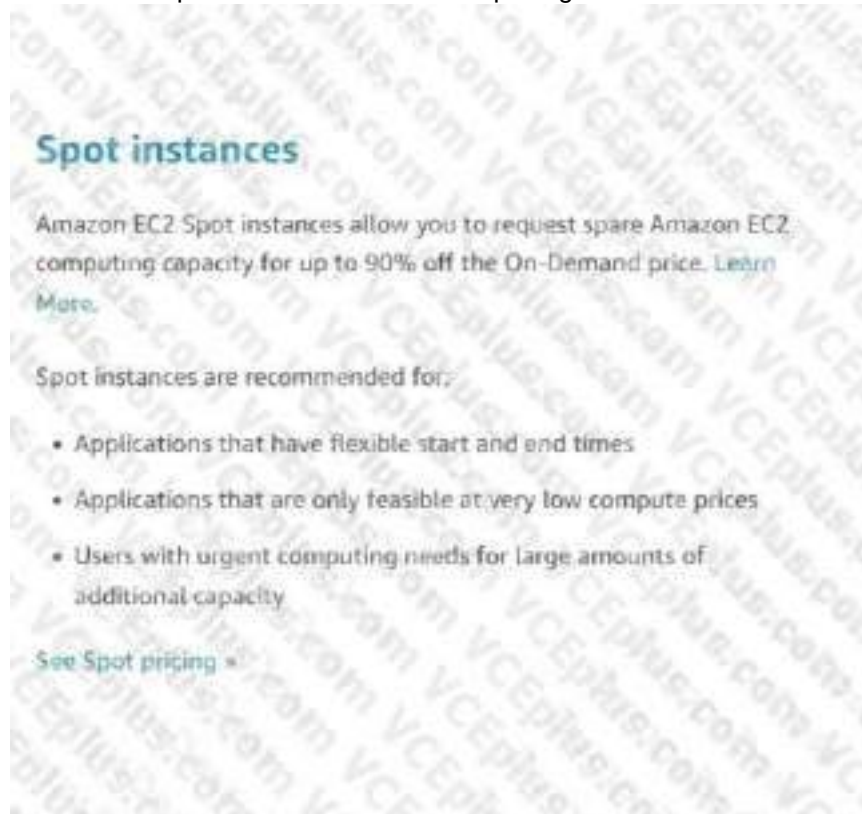 Spot instances
Amazon EC2 Spot instances allow you to request spare Amazon EC2
computing capacity for up to 90% off the On-Demand price. Learn
More.
Spot instances are recommended for:
• Applications that have flexible start and end times
• Applications that are only feasible at very low compute prices
• Users with urgent computing needs for large amounts of
additional capacity
See Spot pricing »